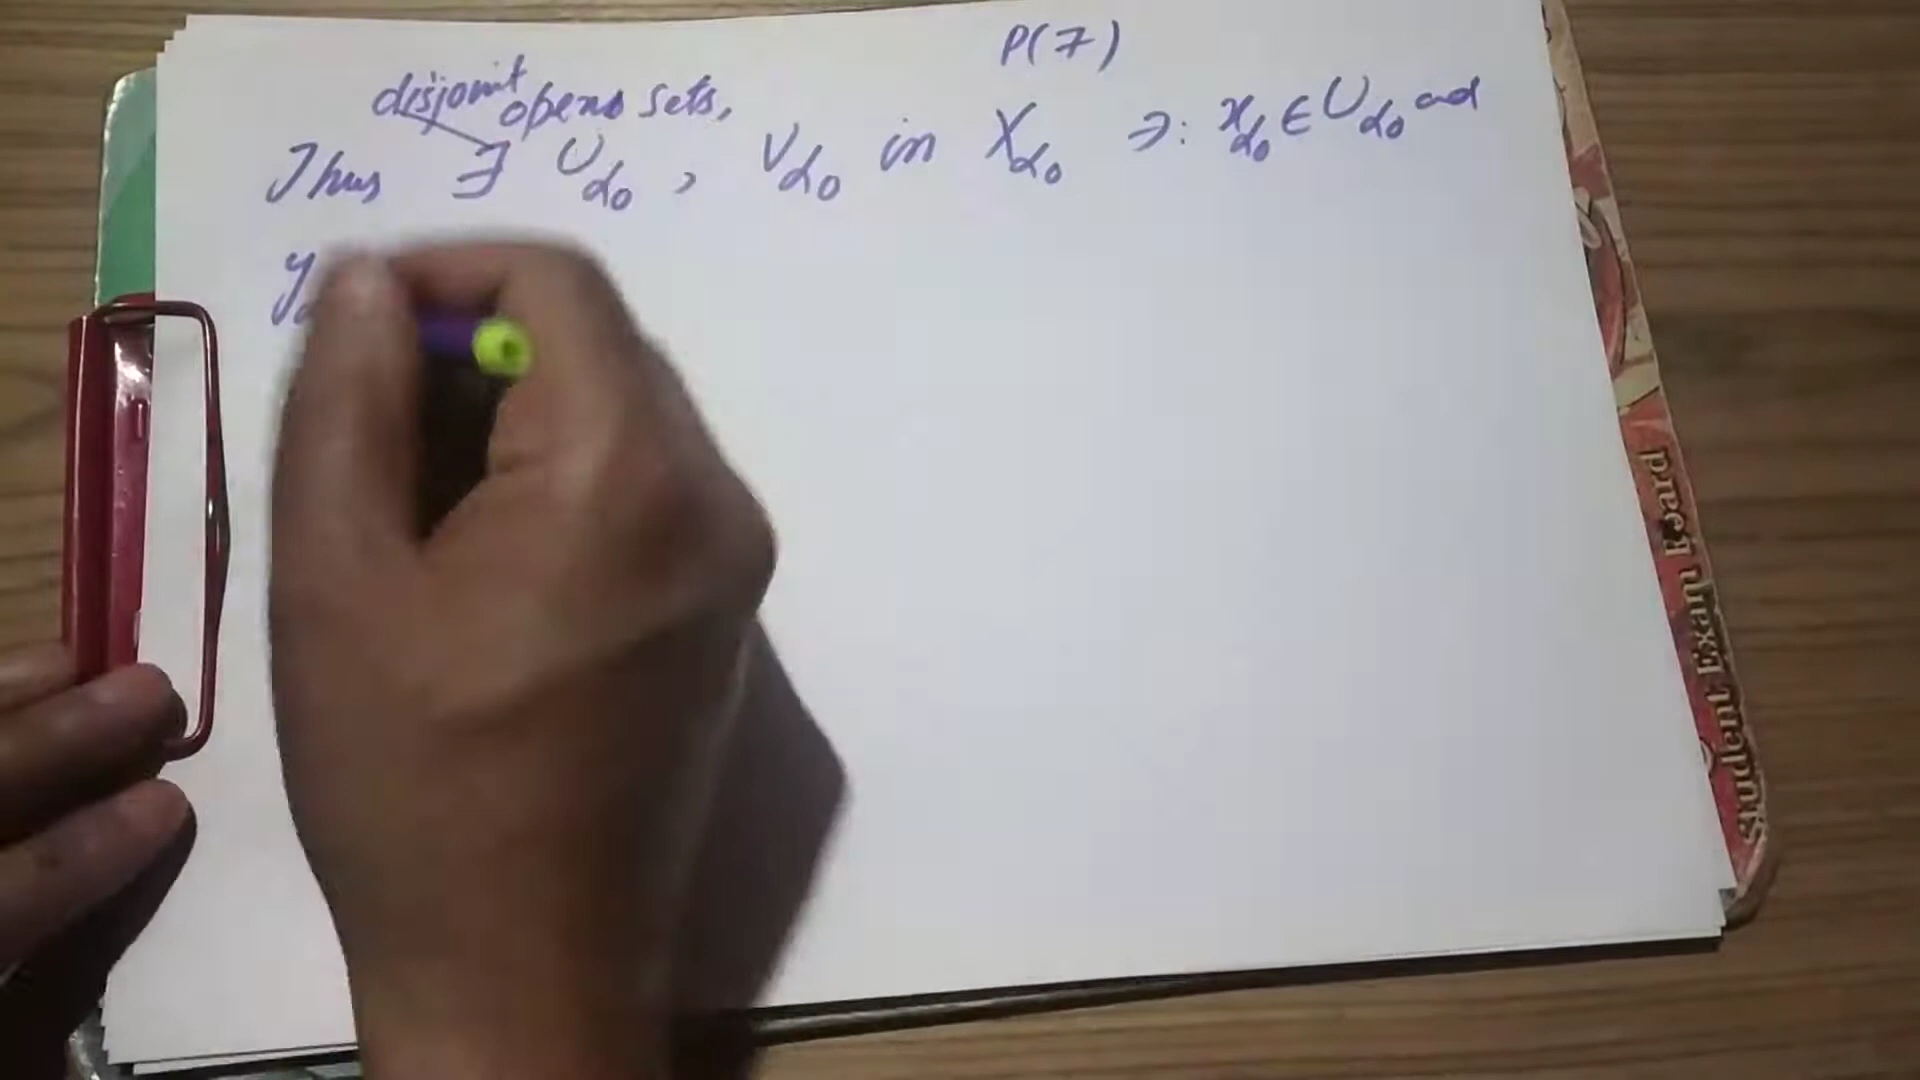 P(7)
disjoint open sets,
Thus ∃ U_α₀ , V_α₀ in X_α₀ ∋: x_α₀ ∈ U_α₀ and
y
Student Exam Board